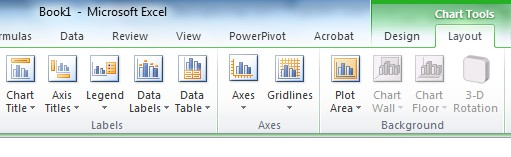 Book1 - Microsoft Excel
Chart Tools
rmulas Data Review View PowerPivot Acrobat Design Layout
Chart Title
Axis Titles
Legend
Data Labels
Data Table
Axes
Gridlines
Plot Area
Chart Wall
Chart Floor
3-D Rotation
Labels
Axes
Background